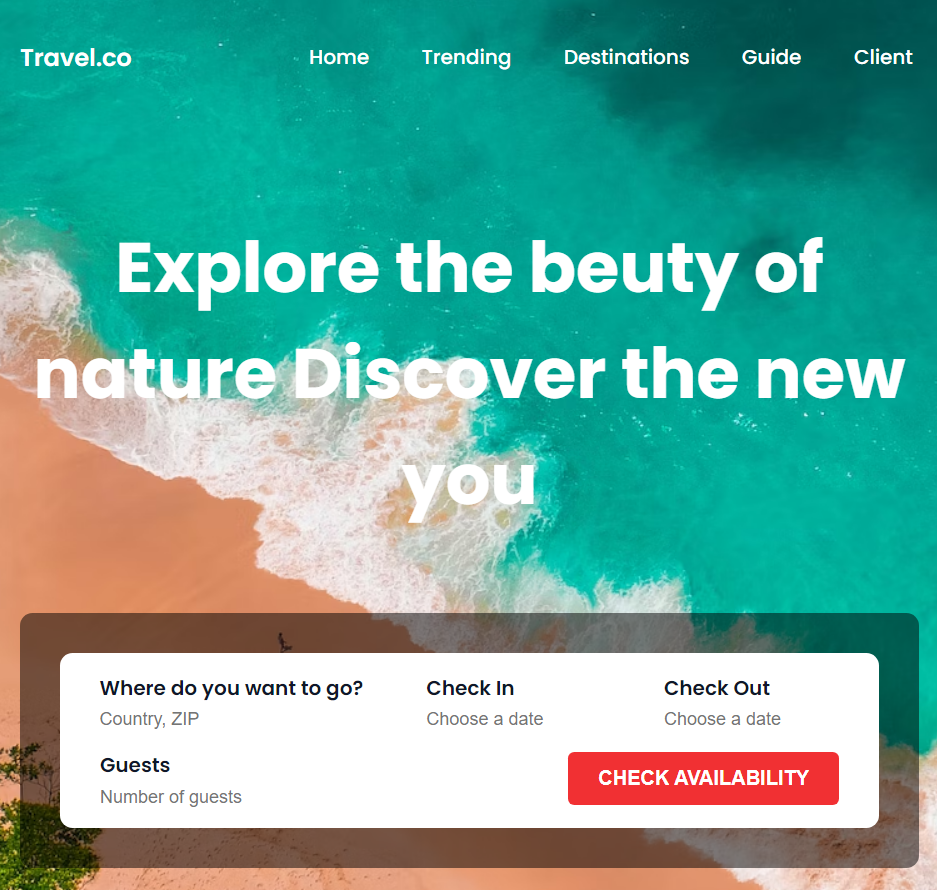 Travel.co Home Trending Destinations Guide Client
Explore the beuty of
nature Discover the new
you
Where do you want to go? Check In Check Out
Country, ZIP Choose a date Choose a date
Guests
Number of guests
CHECK AVAILABILITY